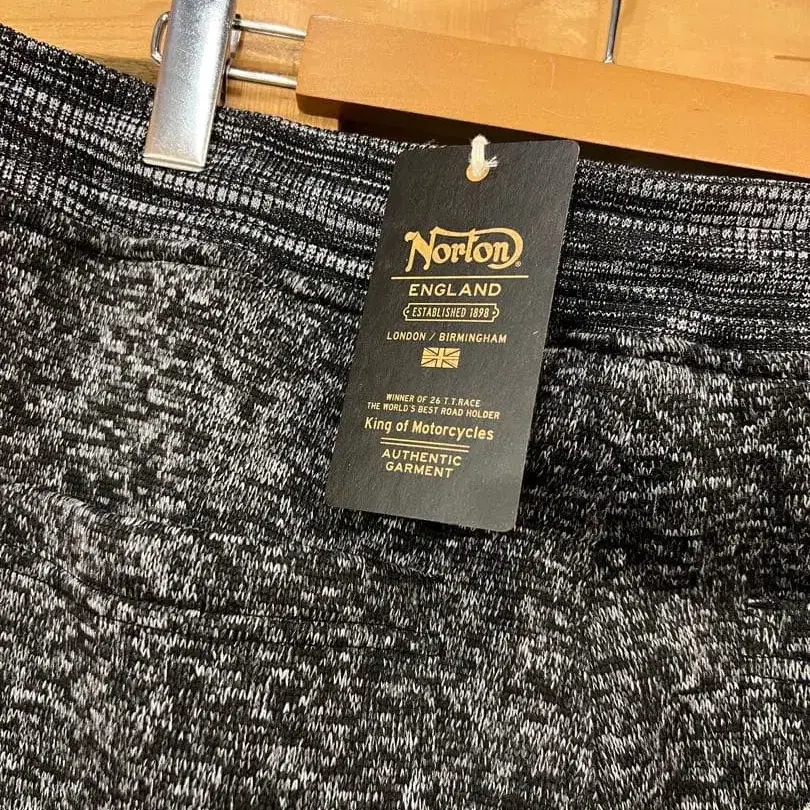 Norton®
ENGLAND
ESTABLISHED 1898
LONDON / BIRMINGHAM
WINNER OF 26 T.T.RACE
THE WORLD'S BEST ROAD HOLDER
King of Motorcycles
AUTHENTIC
GARMENT